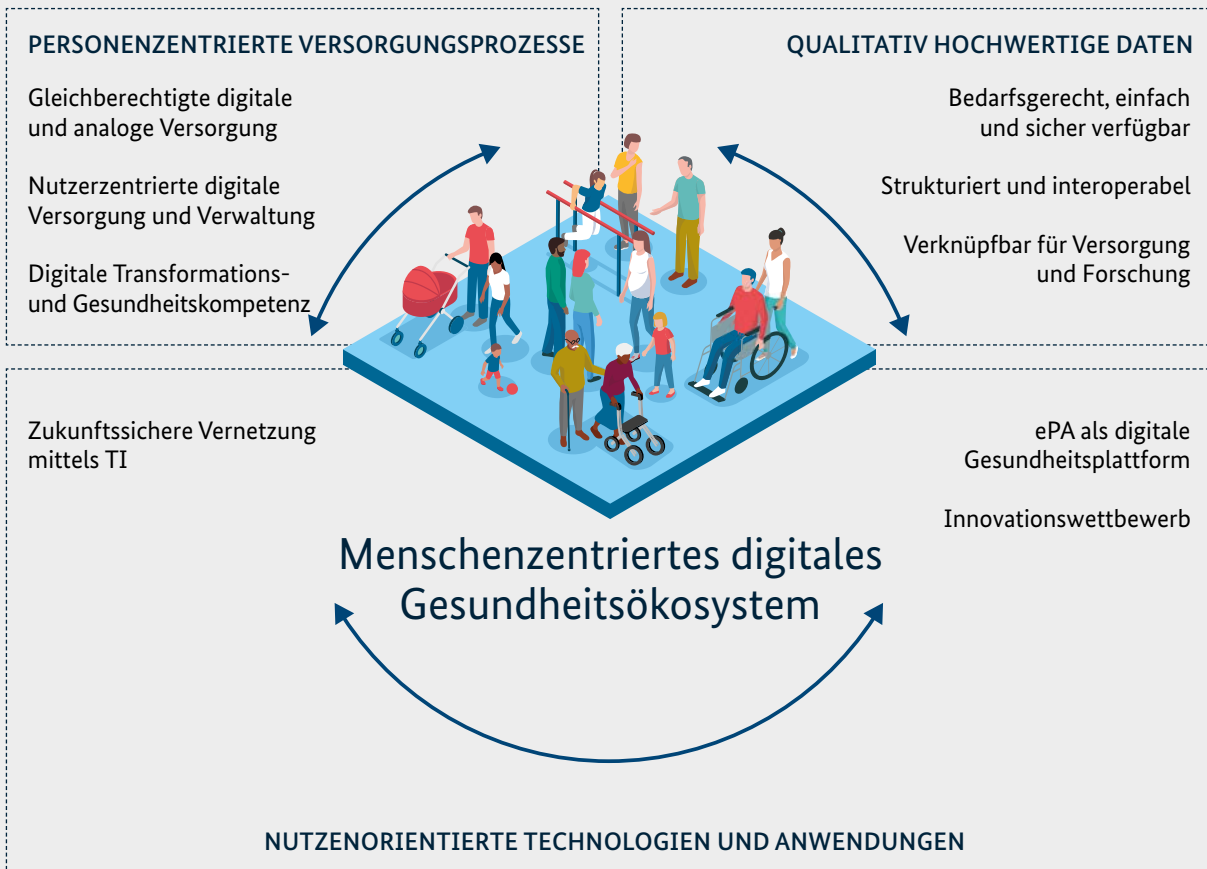 PERSONENZENTRIERTE VERSORGUNGSPROZESSE
Gleichberechtigte digitale
und analoge Versorgung
Nutzerzentrierte digitale
Versorgung und Verwaltung
Digitale Transformations-
und Gesundheitskompetenz
QUALITATIV HOCHWERTIGE DATEN
Bedarfsgerecht, einfach
und sicher verfügbar
Strukturiert und interoperabel
Verknüpfbar für Versorgung
und Forschung
Zukunftssichere Vernetzung
mittels TI
ePA als digitale
Gesundheitsplattform
Innovationswettbewerb
Menschenzentriertes digitales
Gesundheitsökosystem
NUTZENORIENTIERTE TECHNOLOGIEN UND ANWENDUNGEN